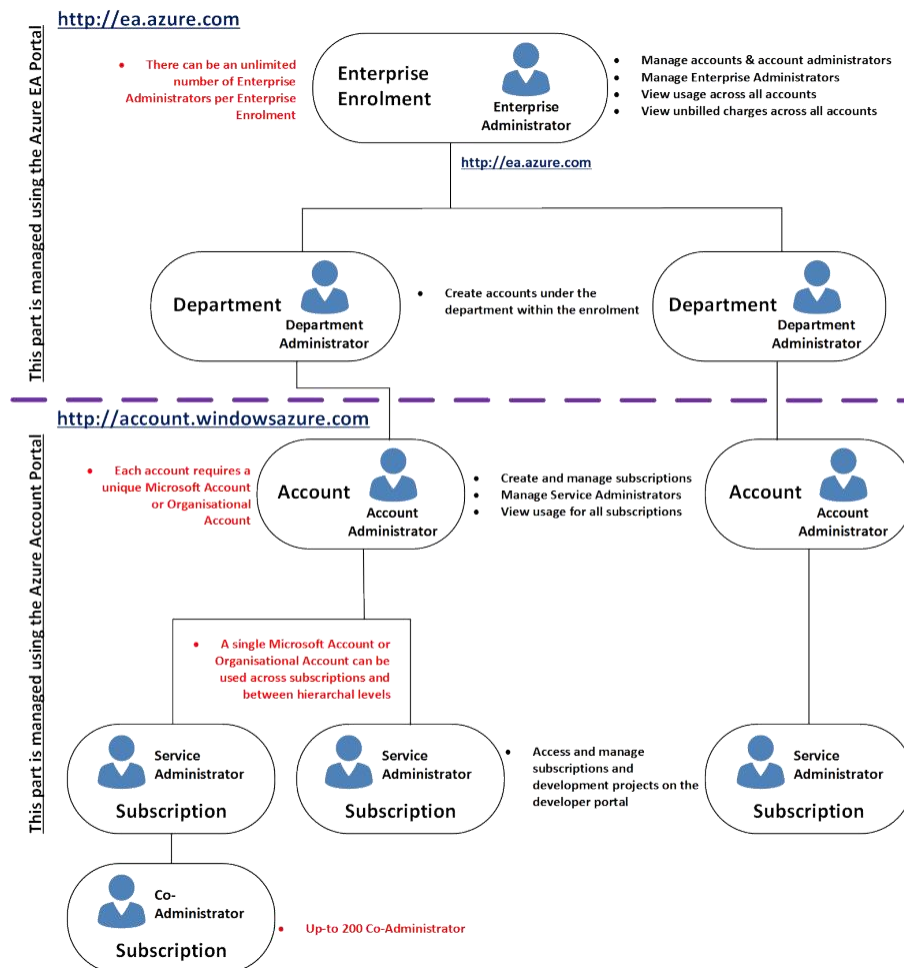 http://ea.azure.com
This part is managed using the Azure EA Portal
• There can be an unlimited
number of Enterprise
Administrators per Enterprise
Enrolment
Enterprise
Enrolment
Enterprise
Administrator
• Manage accounts & account administrators
• Manage Enterprise Administrators
• View usage across all accounts
• View unbilled charges across all accounts
http://ea.azure.com
Department
Department
Administrator
• Create accounts under the
department within the enrolment
Department
Department
Administrator
http://account.windowsazure.com
This part is managed using the Azure Account Portal
• Each account requires a
unique Microsoft Account
or Organisational
Account
Account
Account
Administrator
• Create and manage subscriptions
• Manage Service Administrators
• View usage for all subscriptions
Account
Account
Administrator
• A single Microsoft Account or
Organisational Account can be
used across subscriptions and
between hierarchal levels
Service
Administrator
Subscription
Service
Administrator
Subscription
• Access and manage
subscriptions and
development projects on the
developer portal
Service
Administrator
Subscription
Co-
Administrator
Subscription
• Up-to 200 Co-Administrator